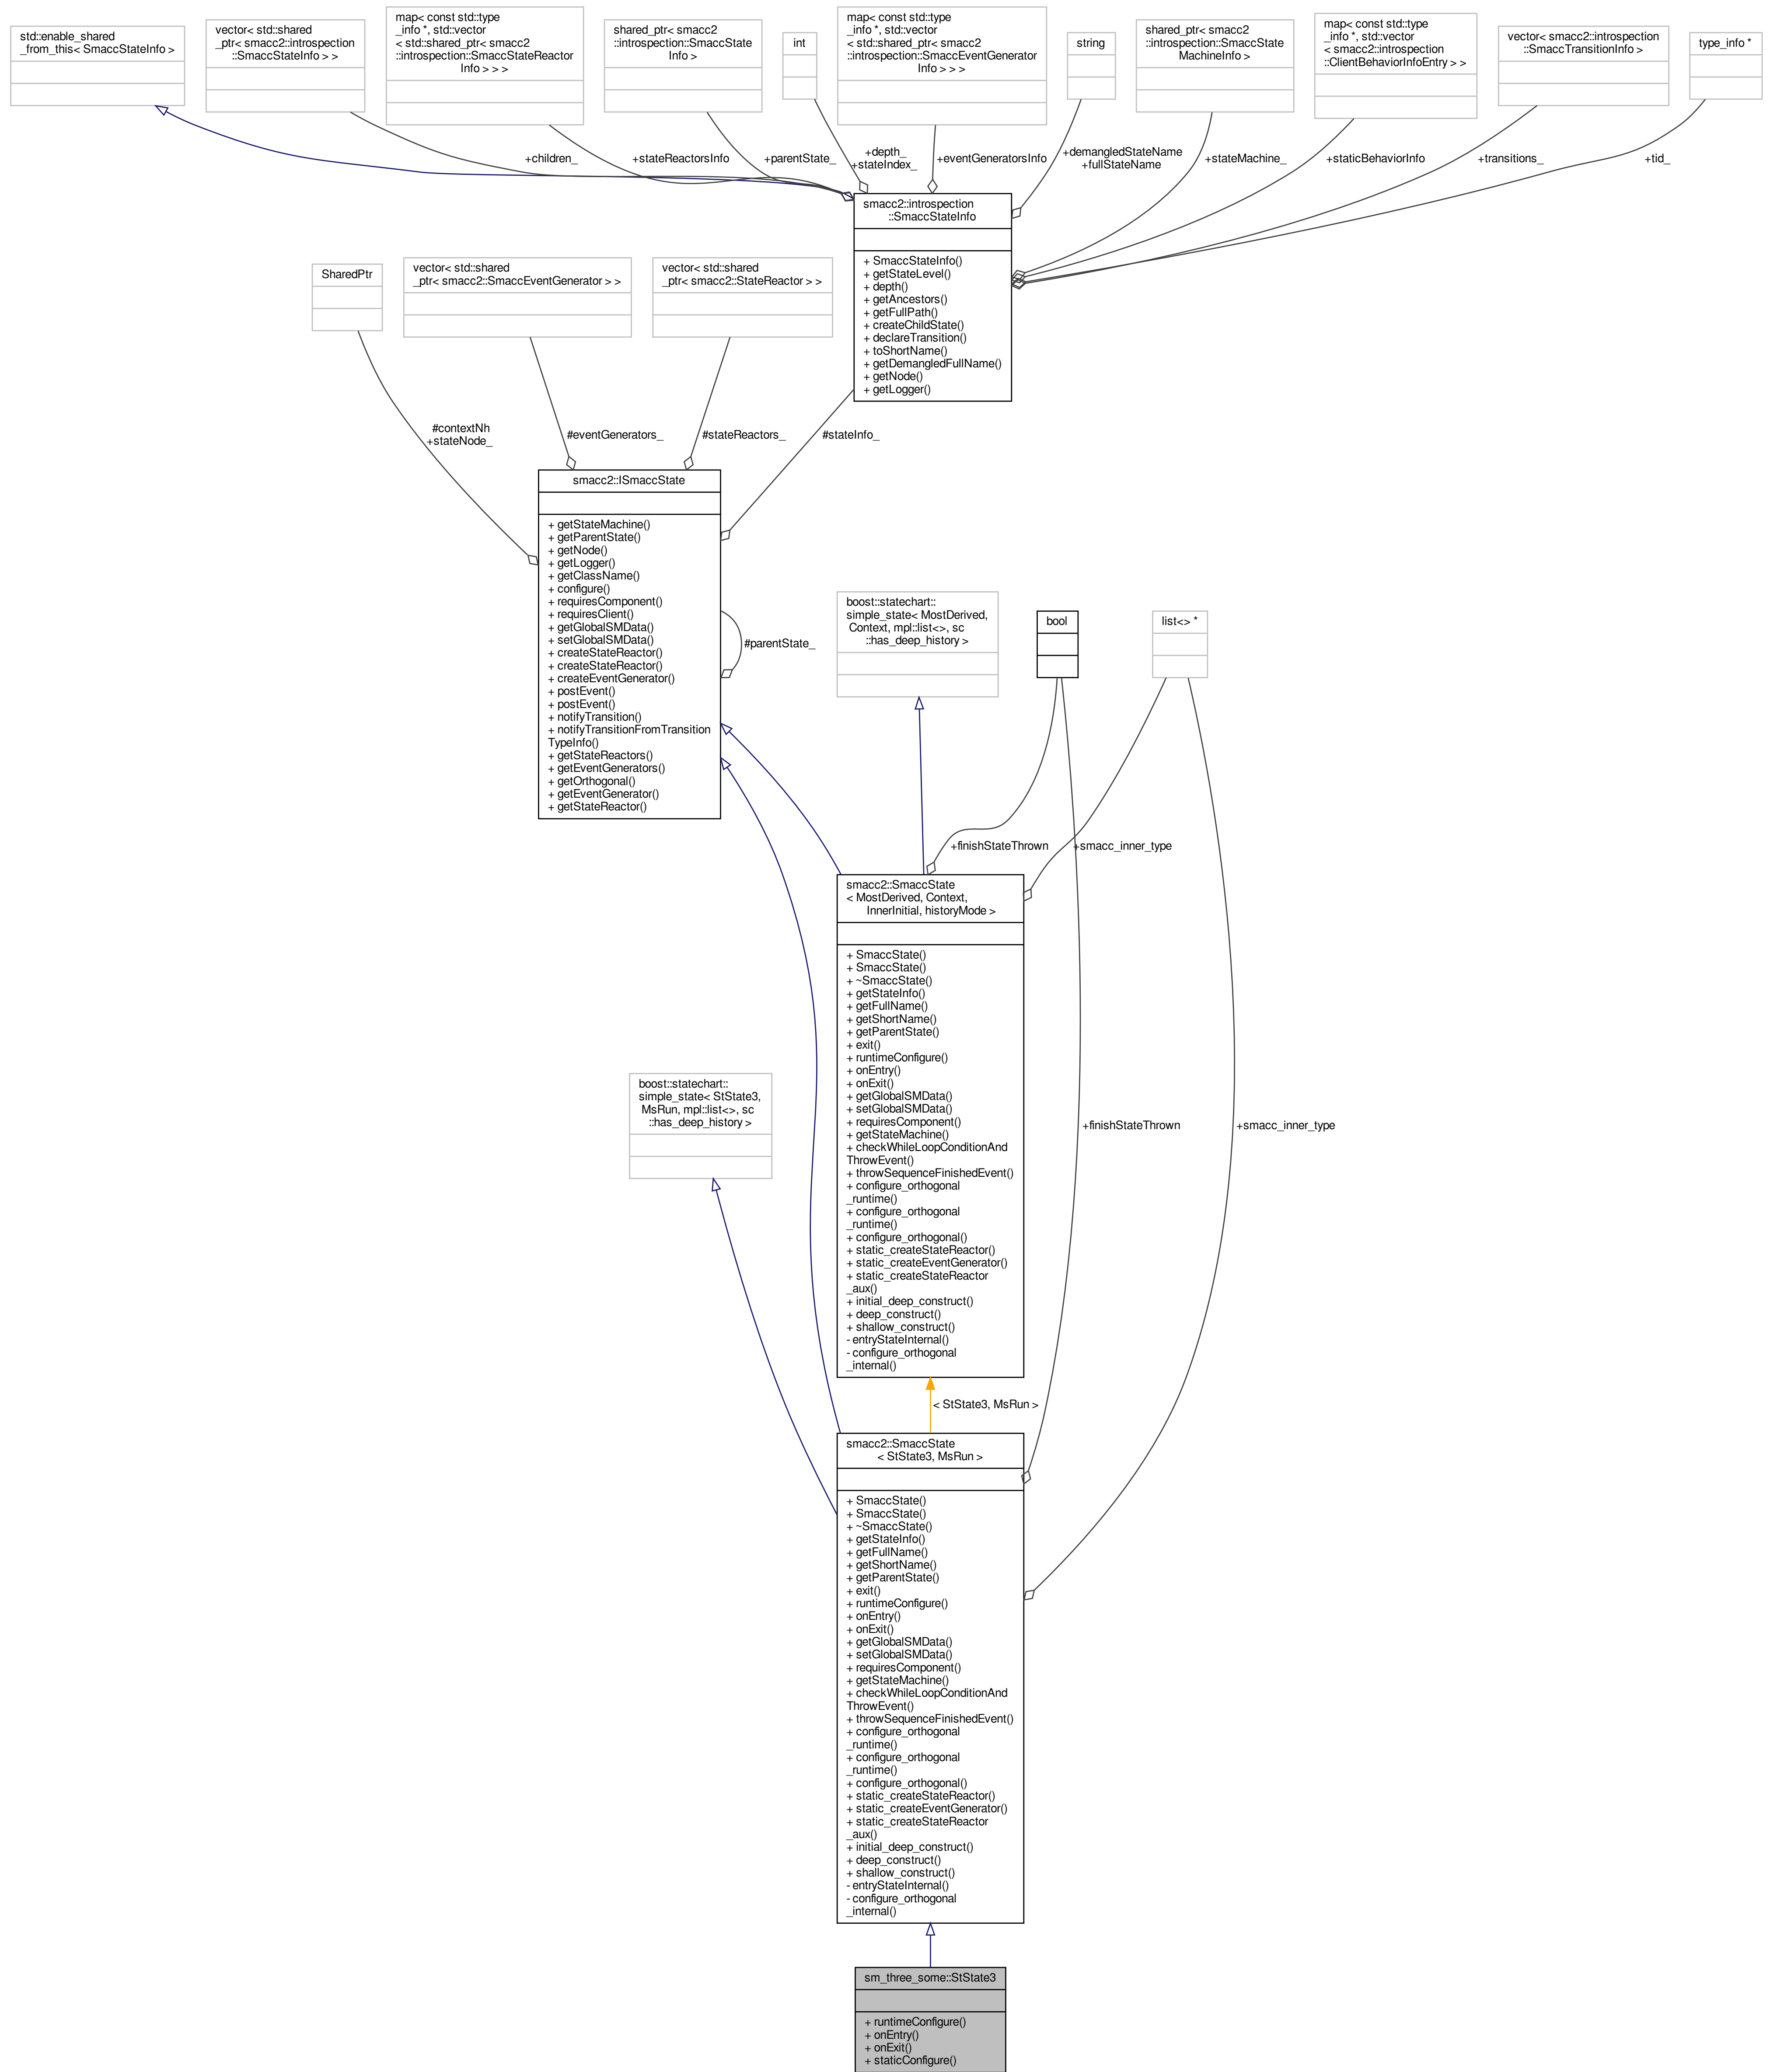 std::enable_shared
_from_this< SmaccStateInfo >
vector< std::shared
_ptr< smacc2::introspection
::SmaccStateInfo > >
map< const std::type
_info *, std::vector
< std::shared_ptr< smacc2
::introspection::SmaccStateReactor
Info > > >
shared_ptr< smacc2
::introspection::SmaccState
Info >
int
map< const std::type
_info *, std::vector
< std::shared_ptr< smacc2
::introspection::SmaccEventGenerator
Info > > >
string
shared_ptr< smacc2
::introspection::SmaccState
MachineInfo >
map< const std::type
_info *, std::vector
< smacc2::introspection
::ClientBehaviorInfoEntry > >
vector< smacc2::introspection
::SmaccTransitionInfo >
type_info *
+children_
+stateReactorsInfo
+parentState_
+depth_
+stateIndex_
+eventGeneratorsInfo
+demangledStateName
+fullStateName
+stateMachine_
+staticBehaviorInfo
+transitions_
+tid_
smacc2::introspection
::SmaccStateInfo
+ SmaccStateInfo()
+ getStateLevel()
+ depth()
+ getAncestors()
+ getFullPath()
+ createChildState()
+ declareTransition()
+ toShortName()
+ getDemangledFullName()
+ getNode()
+ getLogger()
SharedPtr
vector< std::shared
_ptr< smacc2::SmaccEventGenerator > >
vector< std::shared
_ptr< smacc2::StateReactor > >
#contextNh
+stateNode_
#eventGenerators_
#stateReactors_
#stateInfo_
smacc2::ISmaccState
+ getStateMachine()
+ getParentState()
+ getNode()
+ getLogger()
+ getClassName()
+ configure()
+ requiresComponent()
+ requiresClient()
+ getGlobalSMData()
+ setGlobalSMData()
+ createStateReactor()
+ createStateReactor()
+ createEventGenerator()
+ postEvent()
+ postEvent()
+ notifyTransition()
+ notifyTransitionFromTransition
TypeInfo()
+ getStateReactors()
+ getEventGenerators()
+ getOrthogonal()
+ getEventGenerator()
+ getStateReactor()
#parentState_
boost::statechart::
simple_state< MostDerived,
Context, mpl::list<>, sc
::has_deep_history >
bool
list<> *
+finishStateThrown
+smacc_inner_type
smacc2::SmaccState
< MostDerived, Context,
InnerInitial, historyMode >
+ SmaccState()
+ SmaccState()
+ ~SmaccState()
+ getStateInfo()
+ getFullName()
+ getShortName()
+ getParentState()
+ exit()
+ runtimeConfigure()
+ onEntry()
+ onExit()
+ getGlobalSMData()
+ setGlobalSMData()
+ requiresComponent()
+ getStateMachine()
+ checkWhileLoopConditionAnd
ThrowEvent()
+ throwSequenceFinishedEvent()
+ configure_orthogonal
_runtime()
+ configure_orthogonal
_runtime()
+ configure_orthogonal()
+ static_createStateReactor()
+ static_createEventGenerator()
+ static_createStateReactor
_aux()
+ initial_deep_construct()
+ deep_construct()
+ shallow_construct()
- entryStateInternal()
- configure_orthogonal
_internal()
boost::statechart::
simple_state< StState3,
MsRun, mpl::list<>, sc
::has_deep_history >
+finishStateThrown
+smacc_inner_type
< StState3, MsRun >
smacc2::SmaccState
< StState3, MsRun >
+ SmaccState()
+ SmaccState()
+ ~SmaccState()
+ getStateInfo()
+ getFullName()
+ getShortName()
+ getParentState()
+ exit()
+ runtimeConfigure()
+ onEntry()
+ onExit()
+ getGlobalSMData()
+ setGlobalSMData()
+ requiresComponent()
+ getStateMachine()
+ checkWhileLoopConditionAnd
ThrowEvent()
+ throwSequenceFinishedEvent()
+ configure_orthogonal
_runtime()
+ configure_orthogonal
_runtime()
+ configure_orthogonal()
+ static_createStateReactor()
+ static_createEventGenerator()
+ static_createStateReactor
_aux()
+ initial_deep_construct()
+ deep_construct()
+ shallow_construct()
- entryStateInternal()
- configure_orthogonal
_internal()
sm_three_some::StState3
+ runtimeConfigure()
+ onEntry()
+ onExit()
+ staticConfigure()